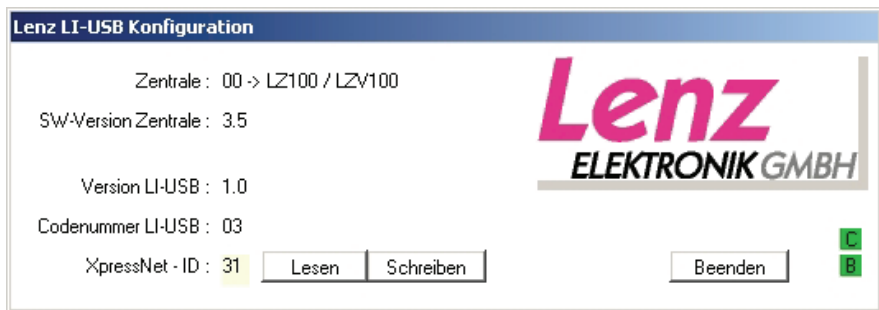 Lenz LI-USB Konfiguration
Zentrale : 00 -> LZ100 / LZV100
SW-Version Zentrale : 3.5
Lenz
ELEKTRONIK GMBH
Version LI-USB : 1.0
Codenummer LI-USB : 03
C
XpressNet - ID : 31 Lesen Schreiben Beenden B